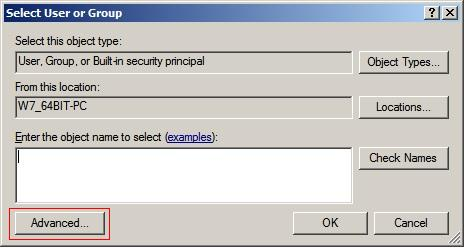 Select User or Group
Select this object type:
User, Group, or Built-in security principal
Object Types...
From this location:
W7_64BIT-PC
Locations...
Enter the object name to select (examples):
Check Names
Advanced...
OK
Cancel